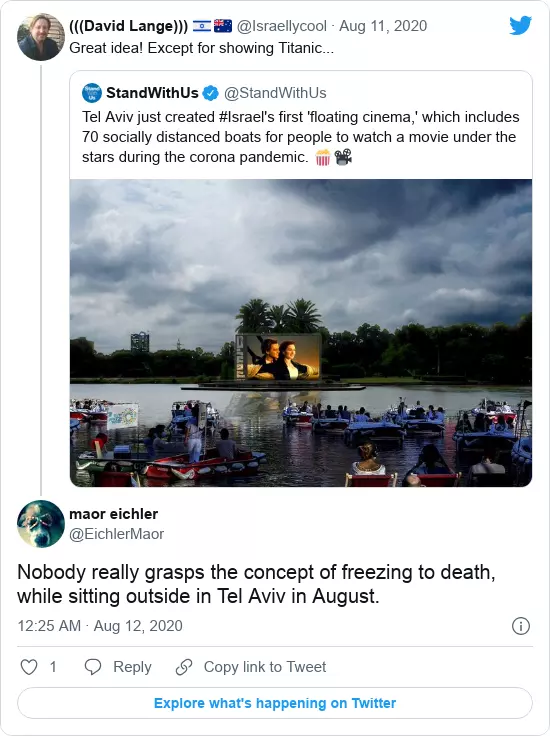 (((David Lange))) 🇮🇱 🇦🇺 @Israellycool · Aug 11, 2020
Great idea! Except for showing Titanic...
StandWithUs @StandWithUs
Tel Aviv just created #Israel's first 'floating cinema,' which includes
70 socially distanced boats for people to watch a movie under the
stars during the corona pandemic. 🍿 🎥
maor eichler
@EichlerMaor
Nobody really grasps the concept of freezing to death,
while sitting outside in Tel Aviv in August.
12:25 AM · Aug 12, 2020
1 Reply Copy link to Tweet
Explore what's happening on Twitter